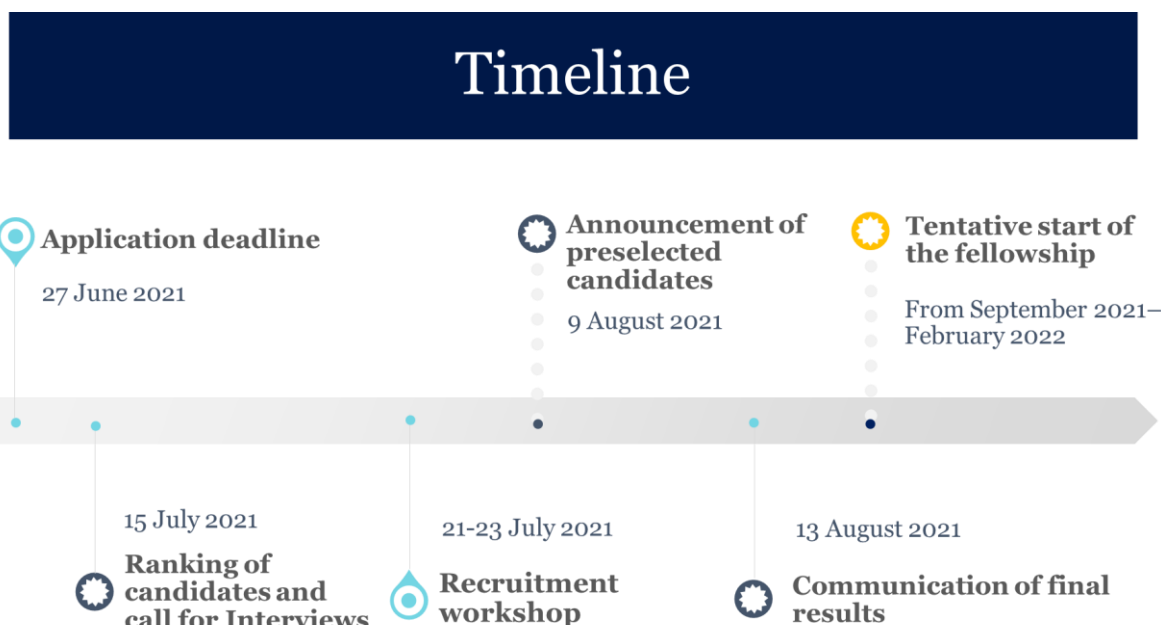 Timeline
Application deadline
27 June 2021
Announcement of
preselected
candidates
9 August 2021
Tentative start of
the fellowship
From September 2021–
February 2022
15 July 2021
Ranking of
candidates and
call for Interviews
21-23 July 2021
Recruitment
workshop
13 August 2021
Communication of final
results